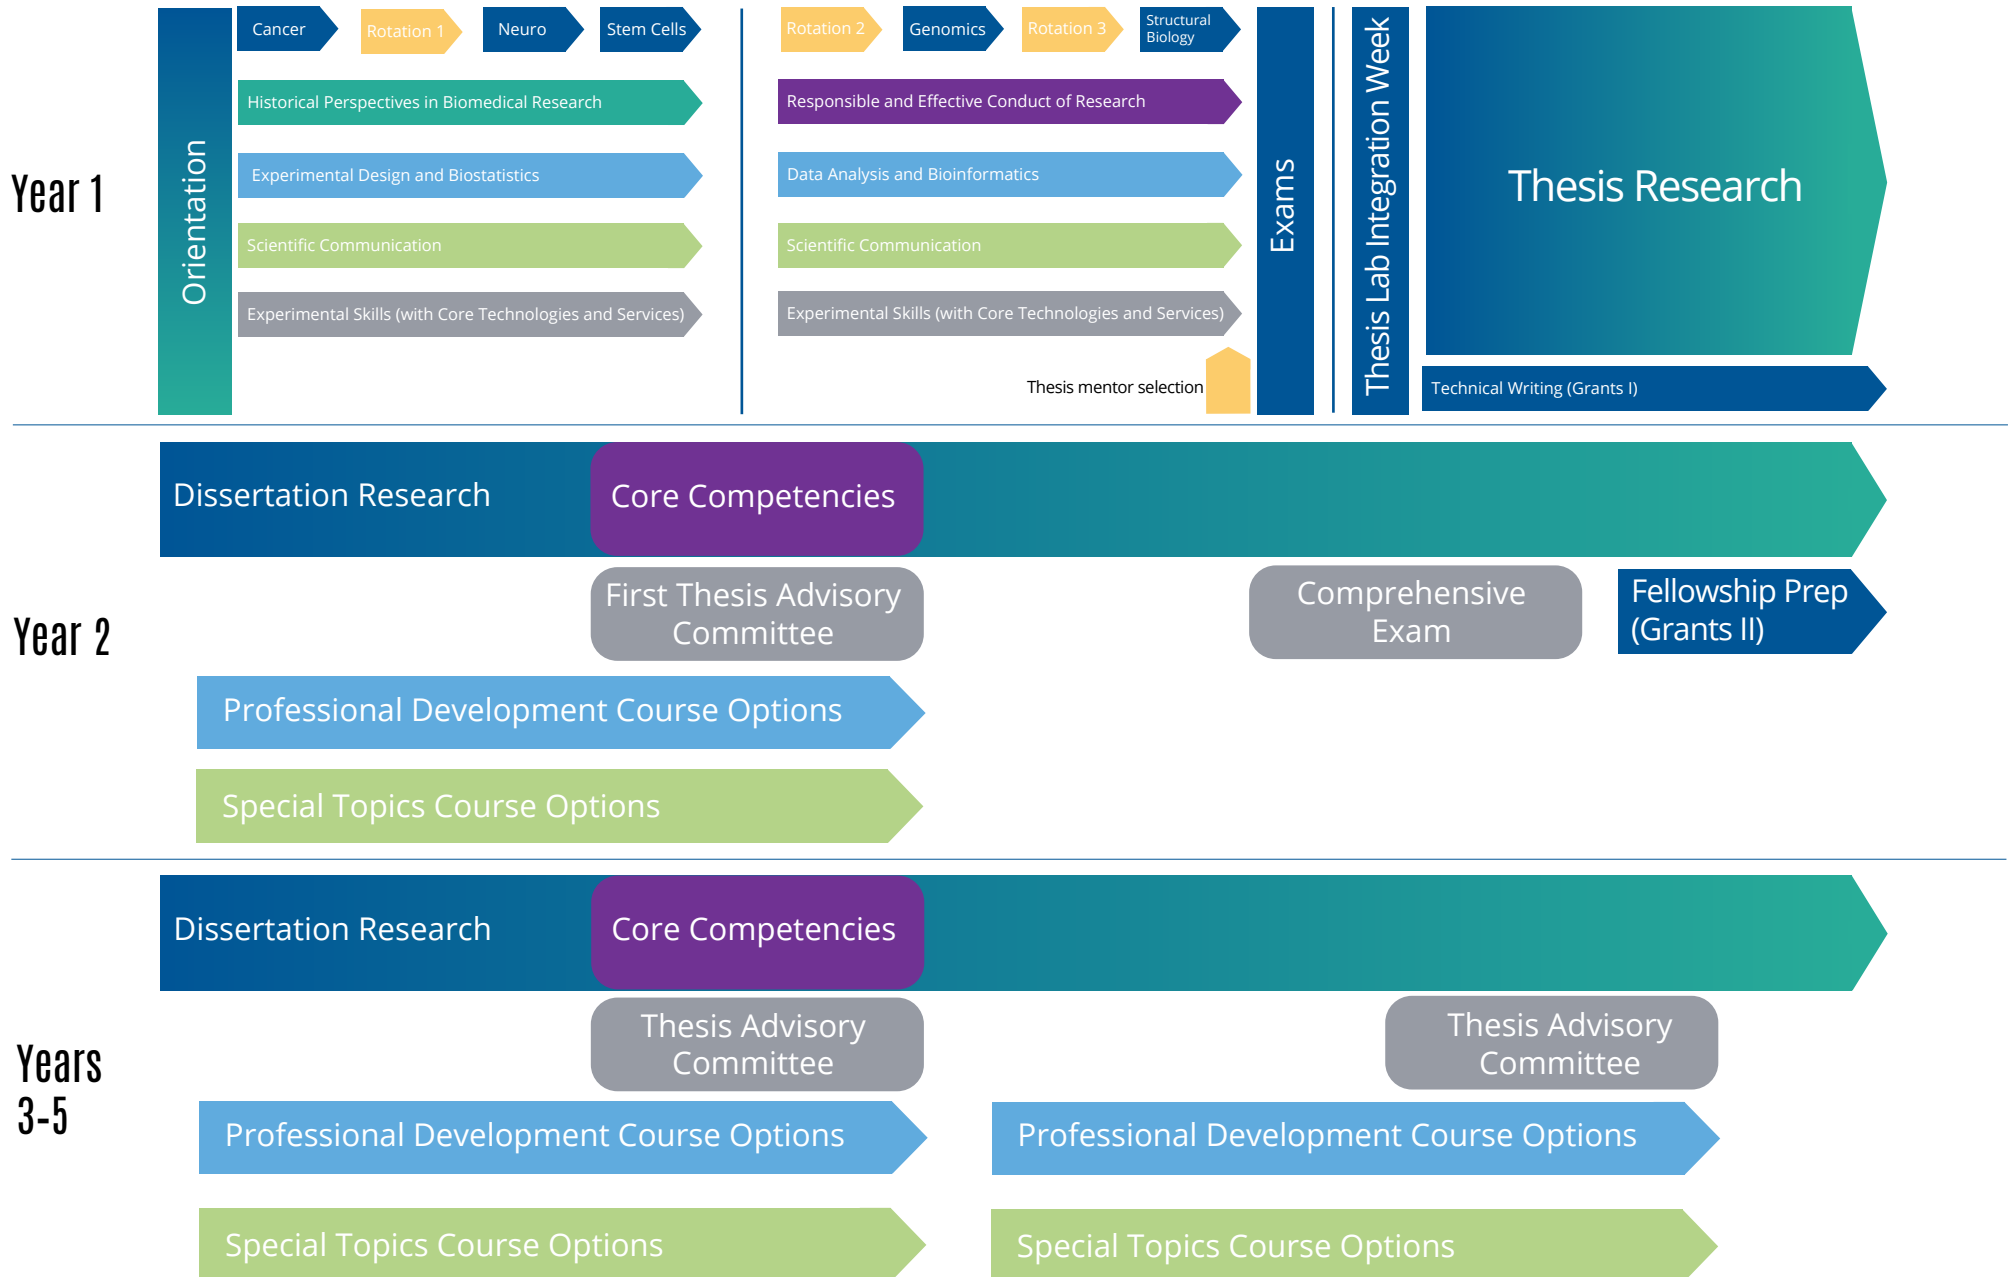 Year 1
Orientation
Cancer
Rotation 1
Neuro
Stem Cells
Historical Perspectives in Biomedical Research
Experimental Design and Biostatistics
Scientific Communication
Experimental Skills (with Core Technologies and Services)
Rotation 2
Genomics
Rotation 3
Structural
Biology
Responsible and Effective Conduct of Research
Data Analysis and Bioinformatics
Scientific Communication
Experimental Skills (with Core Technologies and Services)
Thesis mentor selection
Exams
Thesis Lab Integration Week
Thesis Research
Technical Writing (Grants I)
Year 2
Dissertation Research
Core Competencies
First Thesis Advisory
Committee
Comprehensive
Exam
Fellowship Prep
(Grants II)
Professional Development Course Options
Special Topics Course Options
Years
3-5
Dissertation Research
Core Competencies
Thesis Advisory
Committee
Thesis Advisory
Committee
Professional Development Course Options
Professional Development Course Options
Special Topics Course Options
Special Topics Course Options